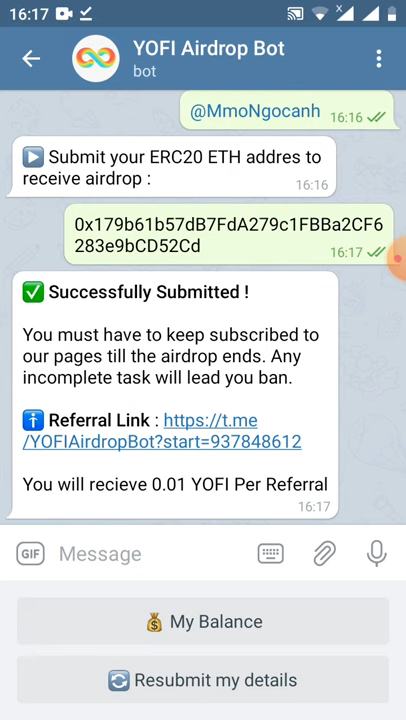 16:17
YOFI Airdrop Bot
bot
@MmoNgocanh 16:16
Submit your ERC20 ETH addres to
receive airdrop :
16:16
0x179b61b57dB7FdA279c1FBBa2CF6
283e9bCD52Cd 16:17
Successfully Submitted !
You must have to keep subscribed to
our pages till the airdrop ends. Any
incomplete task will lead you ban.
Referral Link : https://t.me
/YOFIAirdropBot?start=937848612
You will recieve 0.01 YOFI Per Referral
16:17
GIF Message
My Balance
Resubmit my details